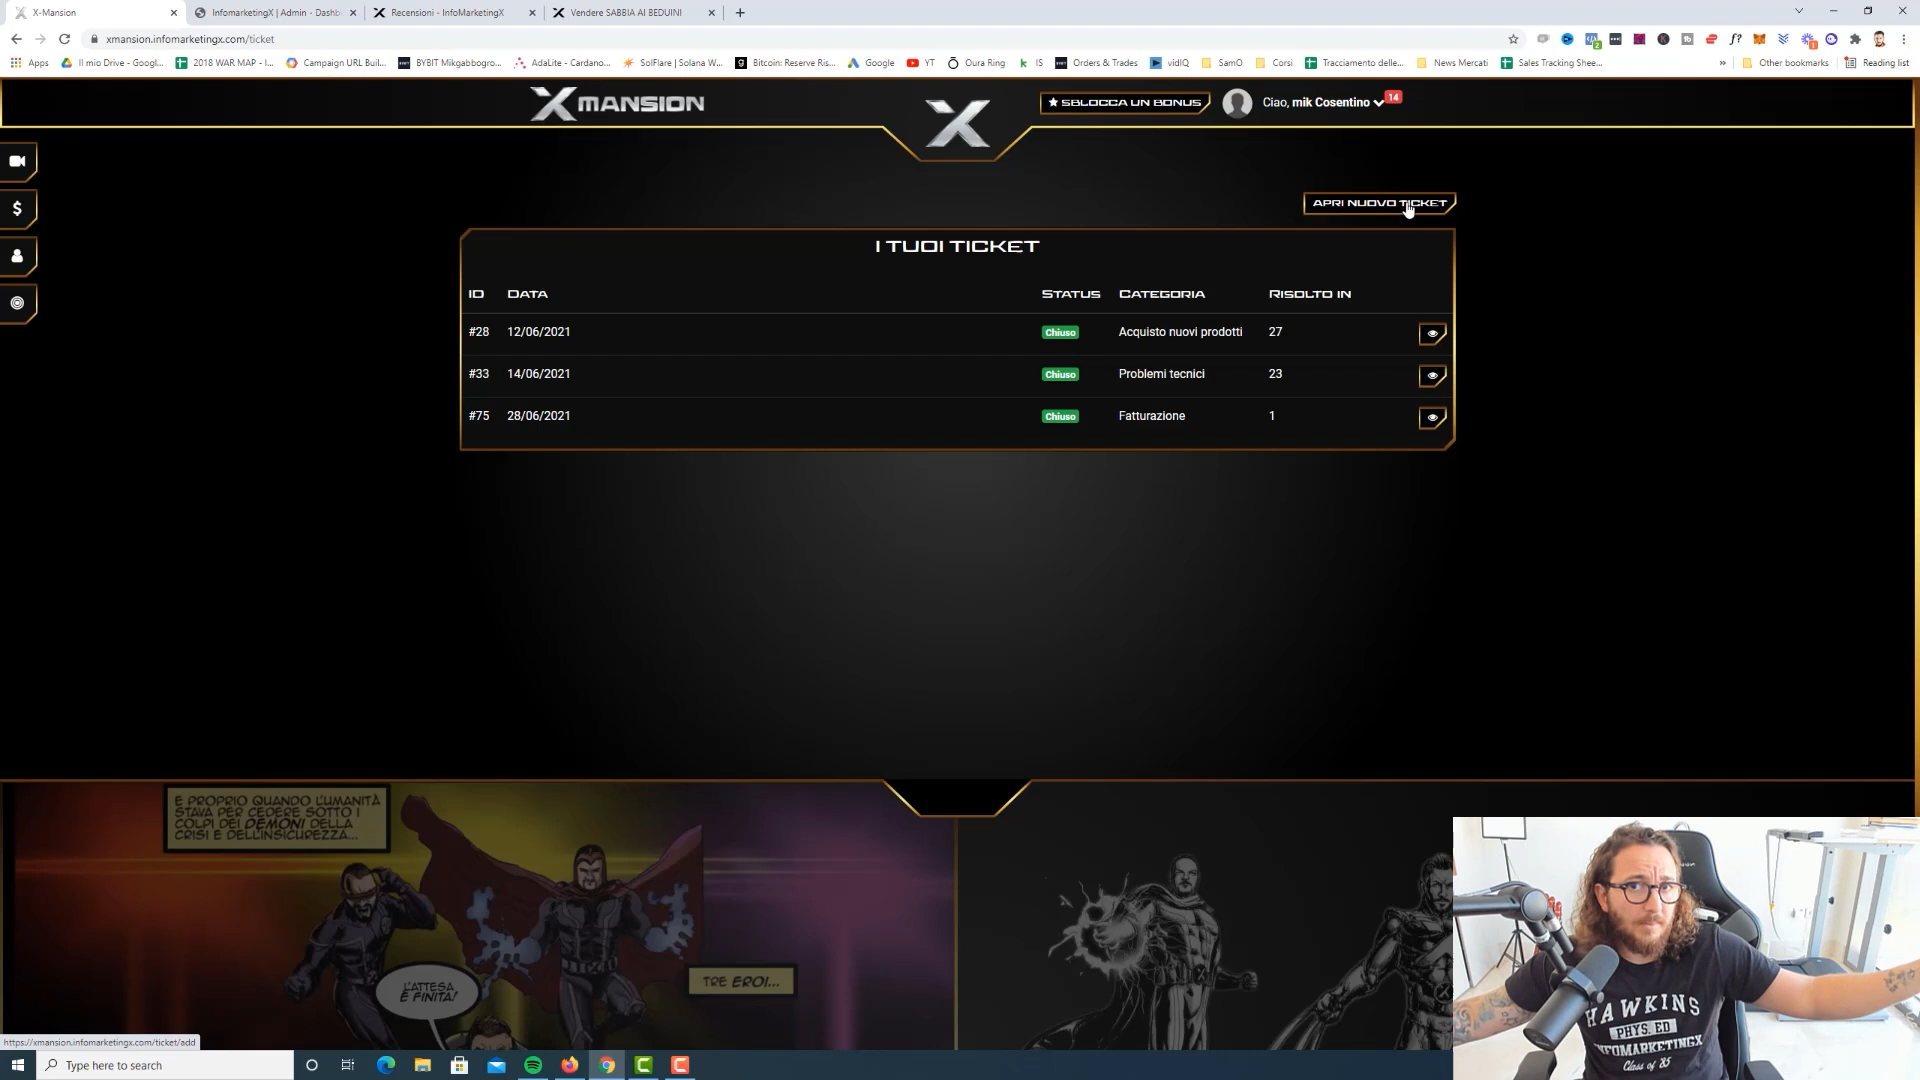 X-Mansion
InfomarketingX | Admin - Dashb
Recensioni - InfoMarketingX
Vendere SABBIA AI BEDUINI
xmansion.infomarketingx.com/ticket
Apps
Il mio Drive - Googl...
2018 WAR MAP - I...
Campaign URL Buil...
BYBIT Mikgabbogro...
AdaLite - Cardano...
SolFlare | Solana W...
Bitcoin: Reserve Ris...
Google
YT
Oura Ring
IS
Orders & Trades
vidIQ
SamO
Corsi
Tracciamento delle...
News Mercati
Sales Tracking Shee...
»
Other bookmarks
Reading list
X MANSION
X
★ SBLOCCA UN BONUS
Ciao, mik Cosentino
14
APRI NUOVO TICKET
I TUOI TICKET
ID DATA STATUS CATEGORIA RISOLTO IN
#28 12/06/2021 Chiuso Acquisto nuovi prodotti 27
#33 14/06/2021 Chiuso Problemi tecnici 23
#75 28/06/2021 Chiuso Fatturazione 1
E PROPRIO QUANDO L'UMANITÀ
STAVA PER CEDERE SOTTO I
COLPI DEI DEMONI DELLA
CRISI E DELL'INSICUREZZA...
L'ATTESA
È FINITA!
TRE EROI...
HAWKINS
PHYS. ED
INFOMARKETINGX
Class of '85
https://xmansion.infomarketingx.com/ticket/add
Type here to search